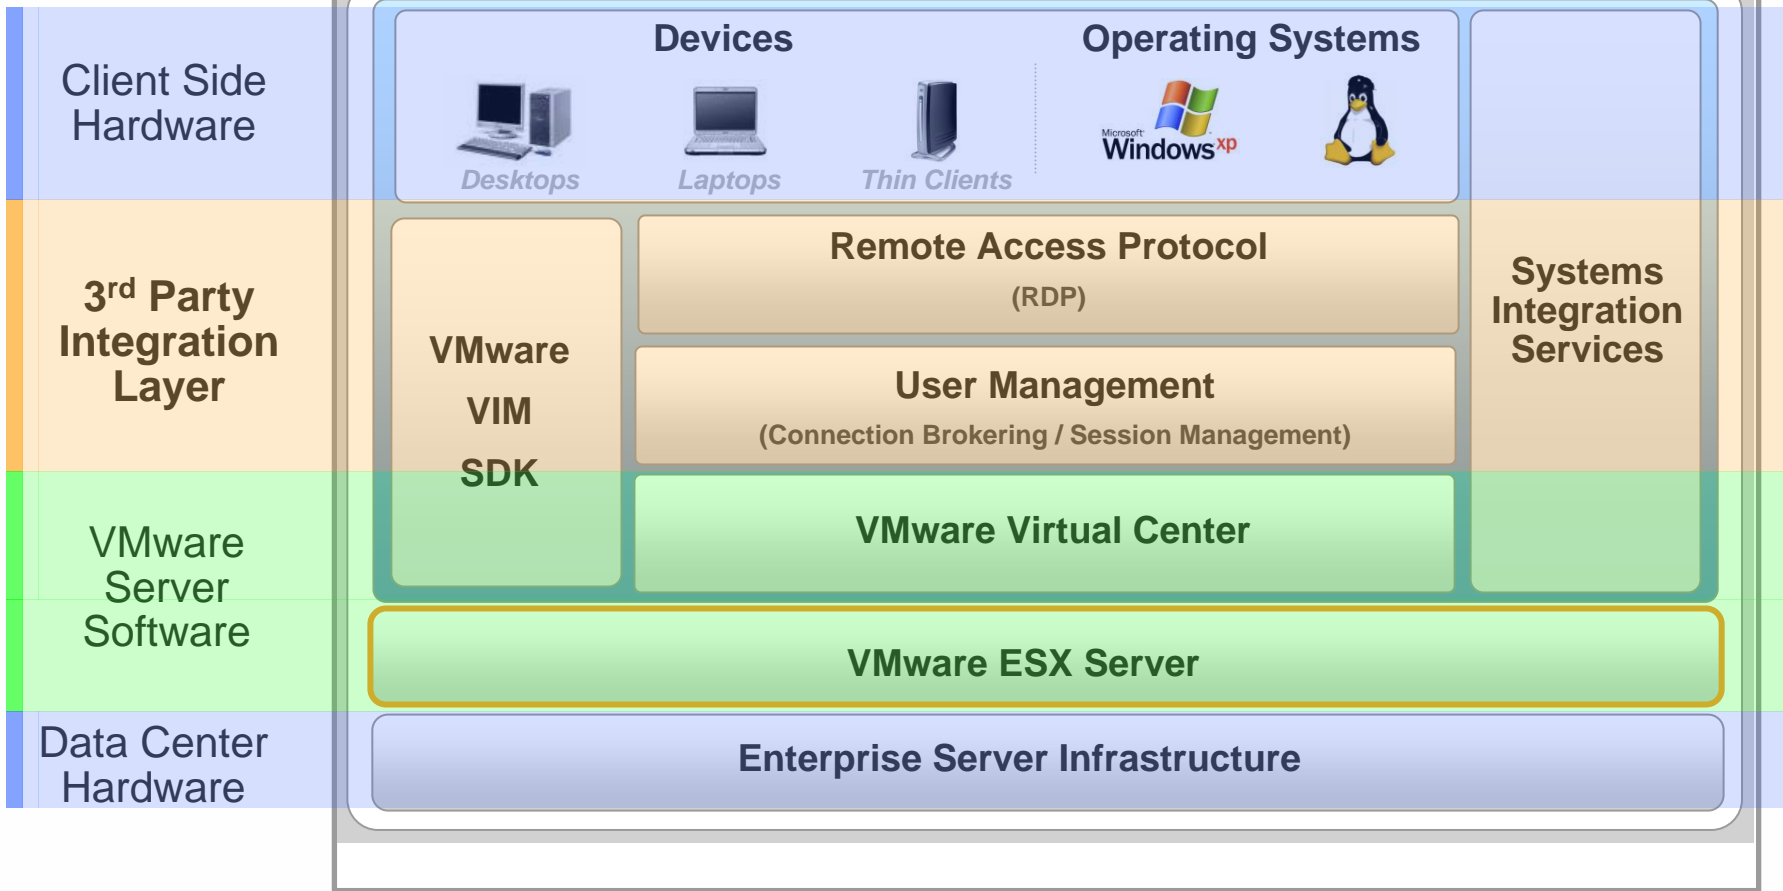 Client Side
Hardware
Devices
Operating Systems
Desktops
Laptops
Thin Clients
Microsoft
Windows xp
3rd Party
Integration
Layer
VMware
VIM
SDK
Remote Access Protocol
(RDP)
User Management
(Connection Brokering / Session Management)
Systems
Integration
Services
VMware
Server
Software
VMware Virtual Center
VMware ESX Server
Data Center
Hardware
Enterprise Server Infrastructure